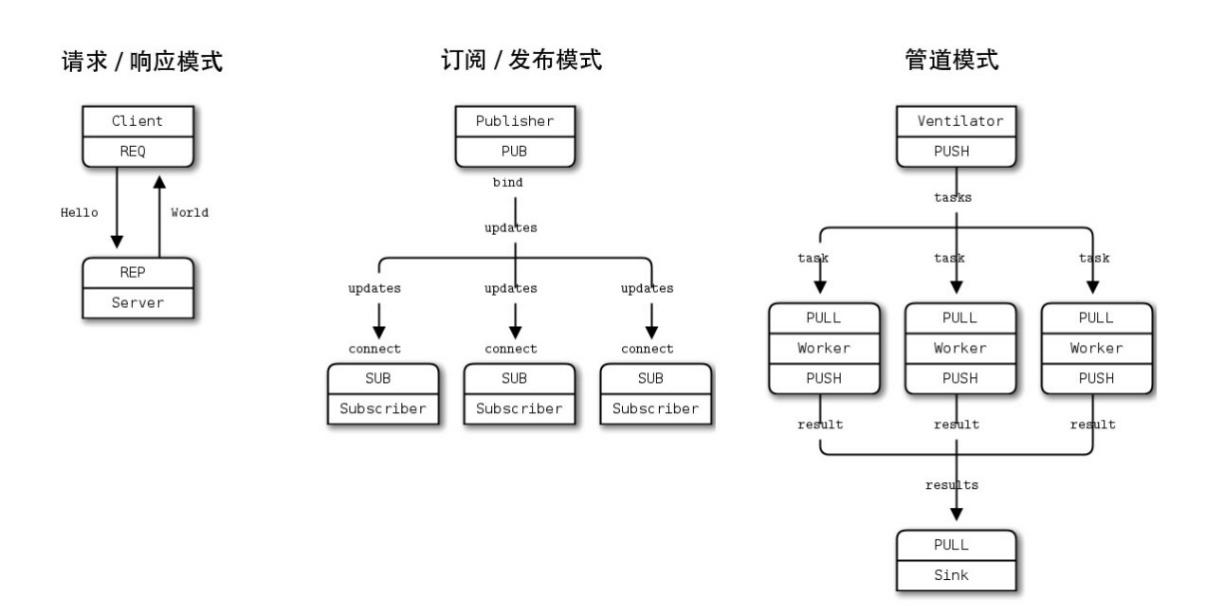 请求 / 响应模式
Client
REQ
Hello
World
REP
Server
订阅 / 发布模式
Publisher
PUB
bind
updates
updates
updates
updates
connect
connect
connect
SUB
SUB
SUB
Subscriber
Subscriber
Subscriber
管道模式
Ventilator
PUSH
tasks
task
task
task
PULL
PULL
PULL
Worker
Worker
Worker
PUSH
PUSH
PUSH
result
result
result
results
PULL
Sink